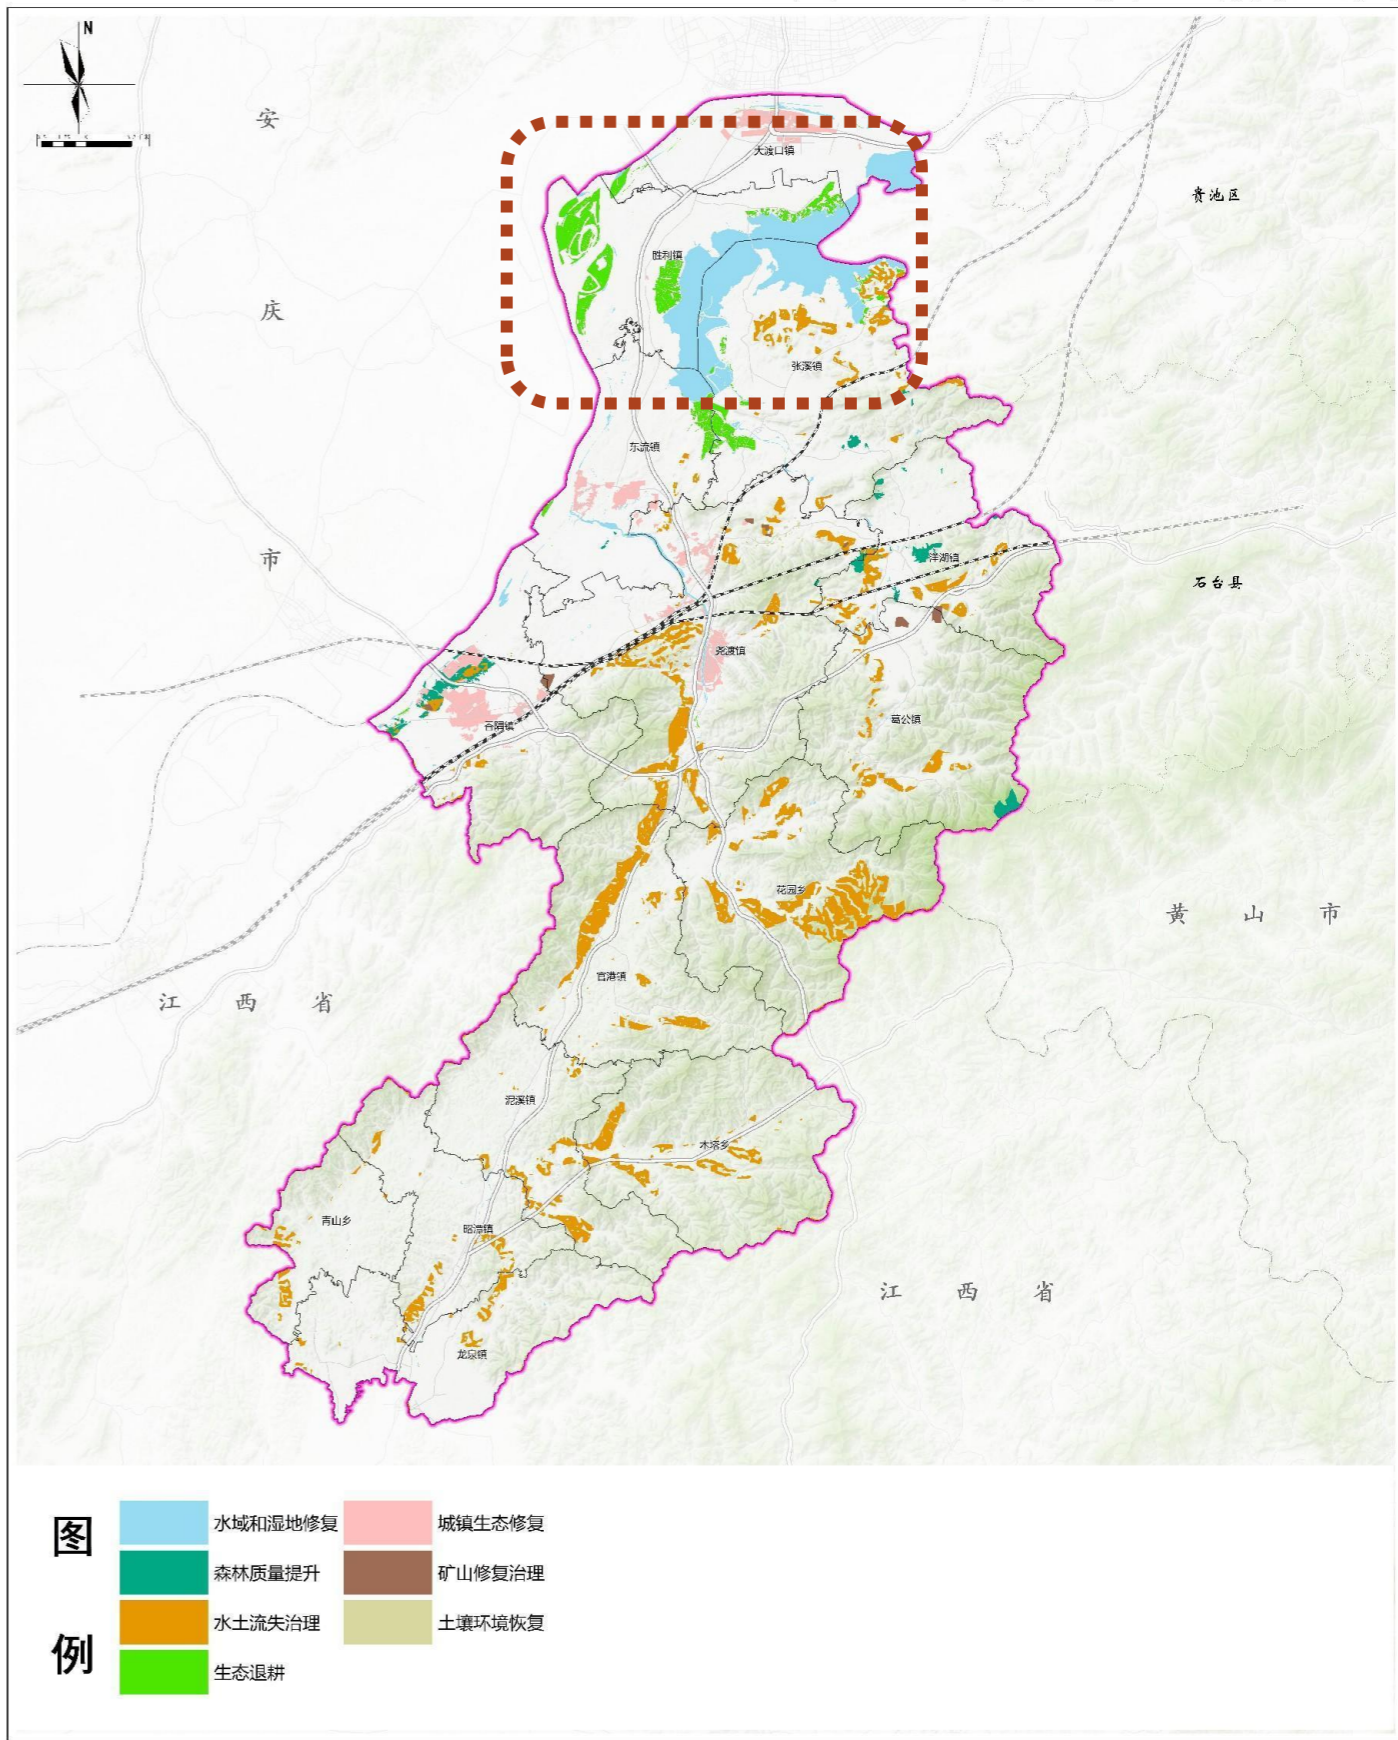 N
安
庆
市
贵池区
石台县
黄山市
江西省
江西省
大渡口镇
胜利镇
张溪镇
东流镇
洋湖镇
尧渡镇
香隅镇
葛公镇
花园乡
官港镇
泥溪镇
木塔乡
青山乡
昭潭镇
龙泉镇
图例
水域和湿地修复
城镇生态修复
森林质量提升
矿山修复治理
水土流失治理
土壤环境恢复
生态退耕